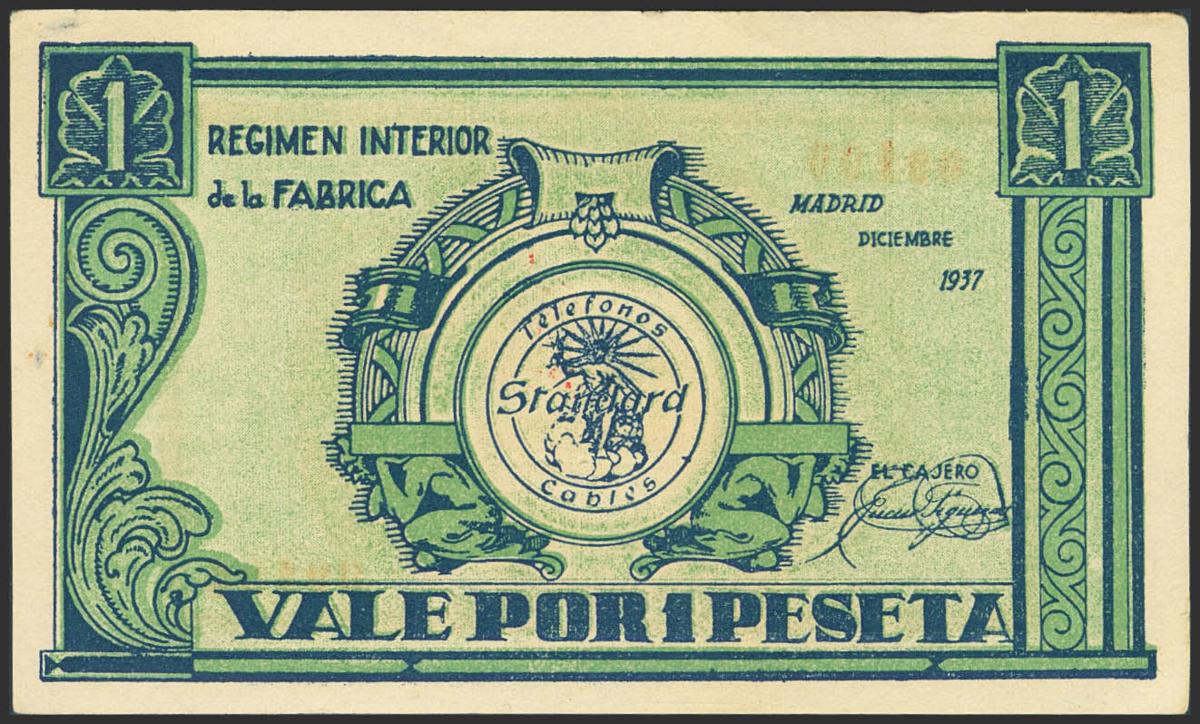 1
1
REGIMEN INTERIOR
de la FABRICA
MADRID
DICIEMBRE
1937
Telefonos
Standard
Cables
EL CAJERO
VALE POR 1 PESETA